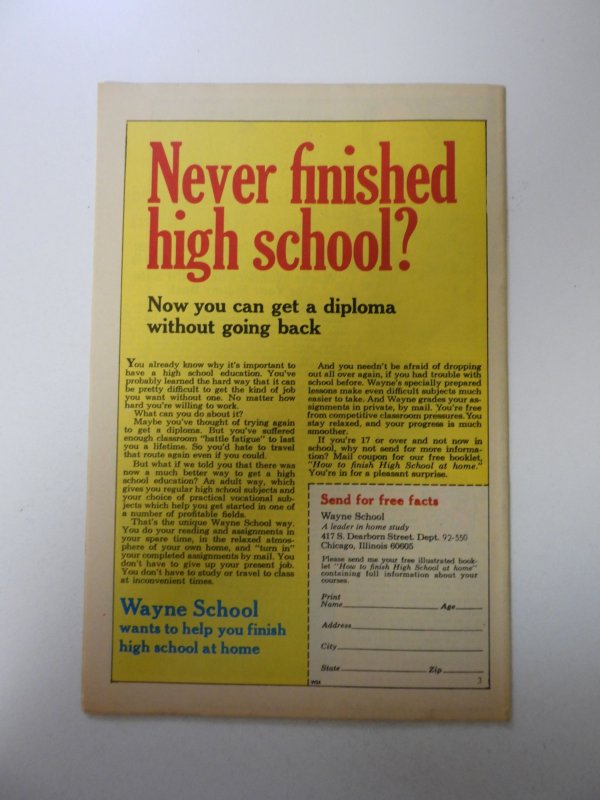 Never finished
high school?
Now you can get a diploma
without going back
You already know why it's important to
have a high school education. You've
probably learned the hard way that it can
be pretty difficult to get the kind of job
you want without one. No matter how
hard you're willing to work.
What can you do about it?
Maybe you've thought of trying again
to get a diploma. But you've suffered
enough classroom "battle fatigue" to last
you a lifetime. So you'd hate to travel
that route again even if you could.
But what if we told you that there was
now a much better way to get a high
school education? An adult way, which
gives you regular high school subjects and
your choice of practical vocational sub-
jects which help you get started in one of
a number of profitable fields.
That's the unique Wayne School way.
You do your reading and assignments in
your spare time, in the relaxed atmos-
phere of your own home, and "turn in"
your completed assignments by mail. You
don't have to give up your present job.
You don't have to study or travel to class
at inconvenient times.
Wayne School
wants to help you finish
high school at home
And you needn't be afraid of dropping
out all over again, if you had trouble with
school before. Wayne's specially prepared
lessons make even difficult subjects much
easier to take. And Wayne grades your as-
signments in private, by mail. You're free
from competitive classroom pressures. You
stay relaxed, and your progress is much
smoother.
If you're 17 or over and not now in
school, why not send for more informa-
tion? Mail coupon for our free booklet,
"How to finish High School at home."
You're in for a pleasant surprise.
Send for free facts
Wayne School
A leader in home study
417 S. Dearborn Street. Dept. 92-550
Chicago, Illinois 60605
Please send me your free illustrated book-
let "How to finish High School at home"
containing full information about your
courses.
Print
Name Age
Address
City
State Zip
3